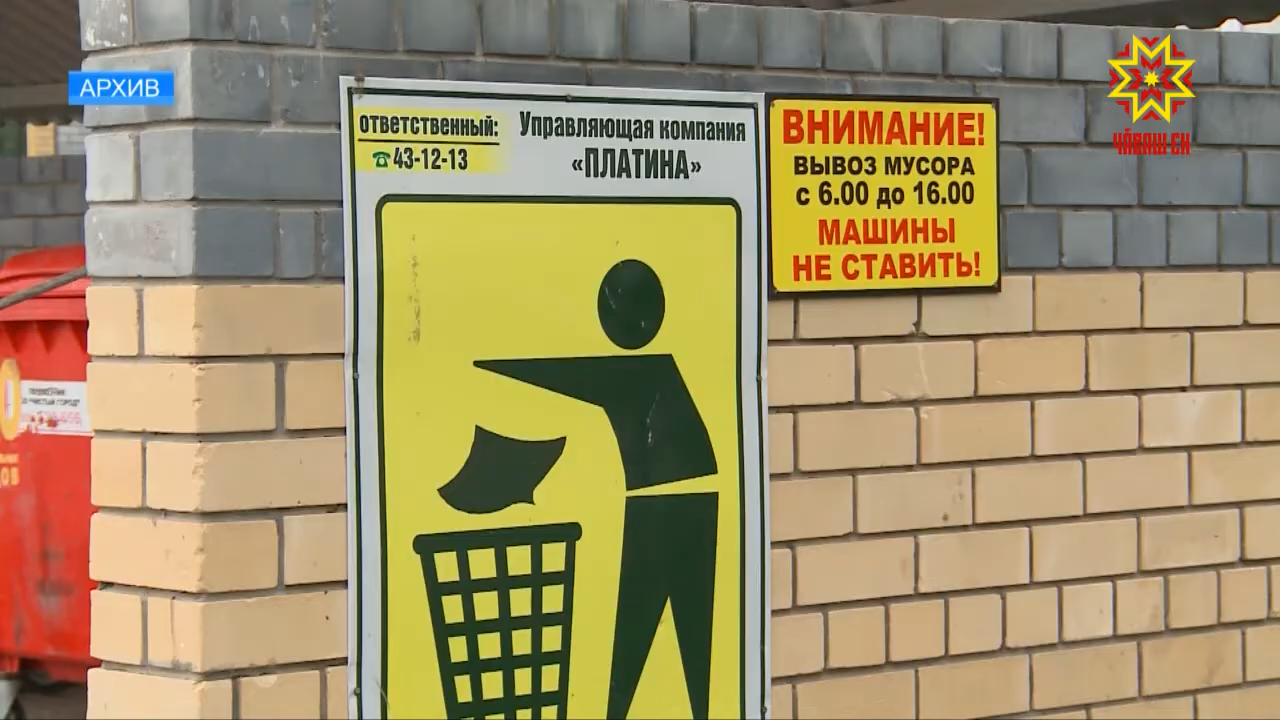 АРХИВ
ответственный:
43-12-13
Управляющая компания
«ПЛАТИНА»
ВНИМАНИЕ!
ВЫВОЗ МУСОРА
с 6.00 до 16.00
МАШИНЫ
НЕ СТАВИТЬ!
ЧӐВАШ ЕН